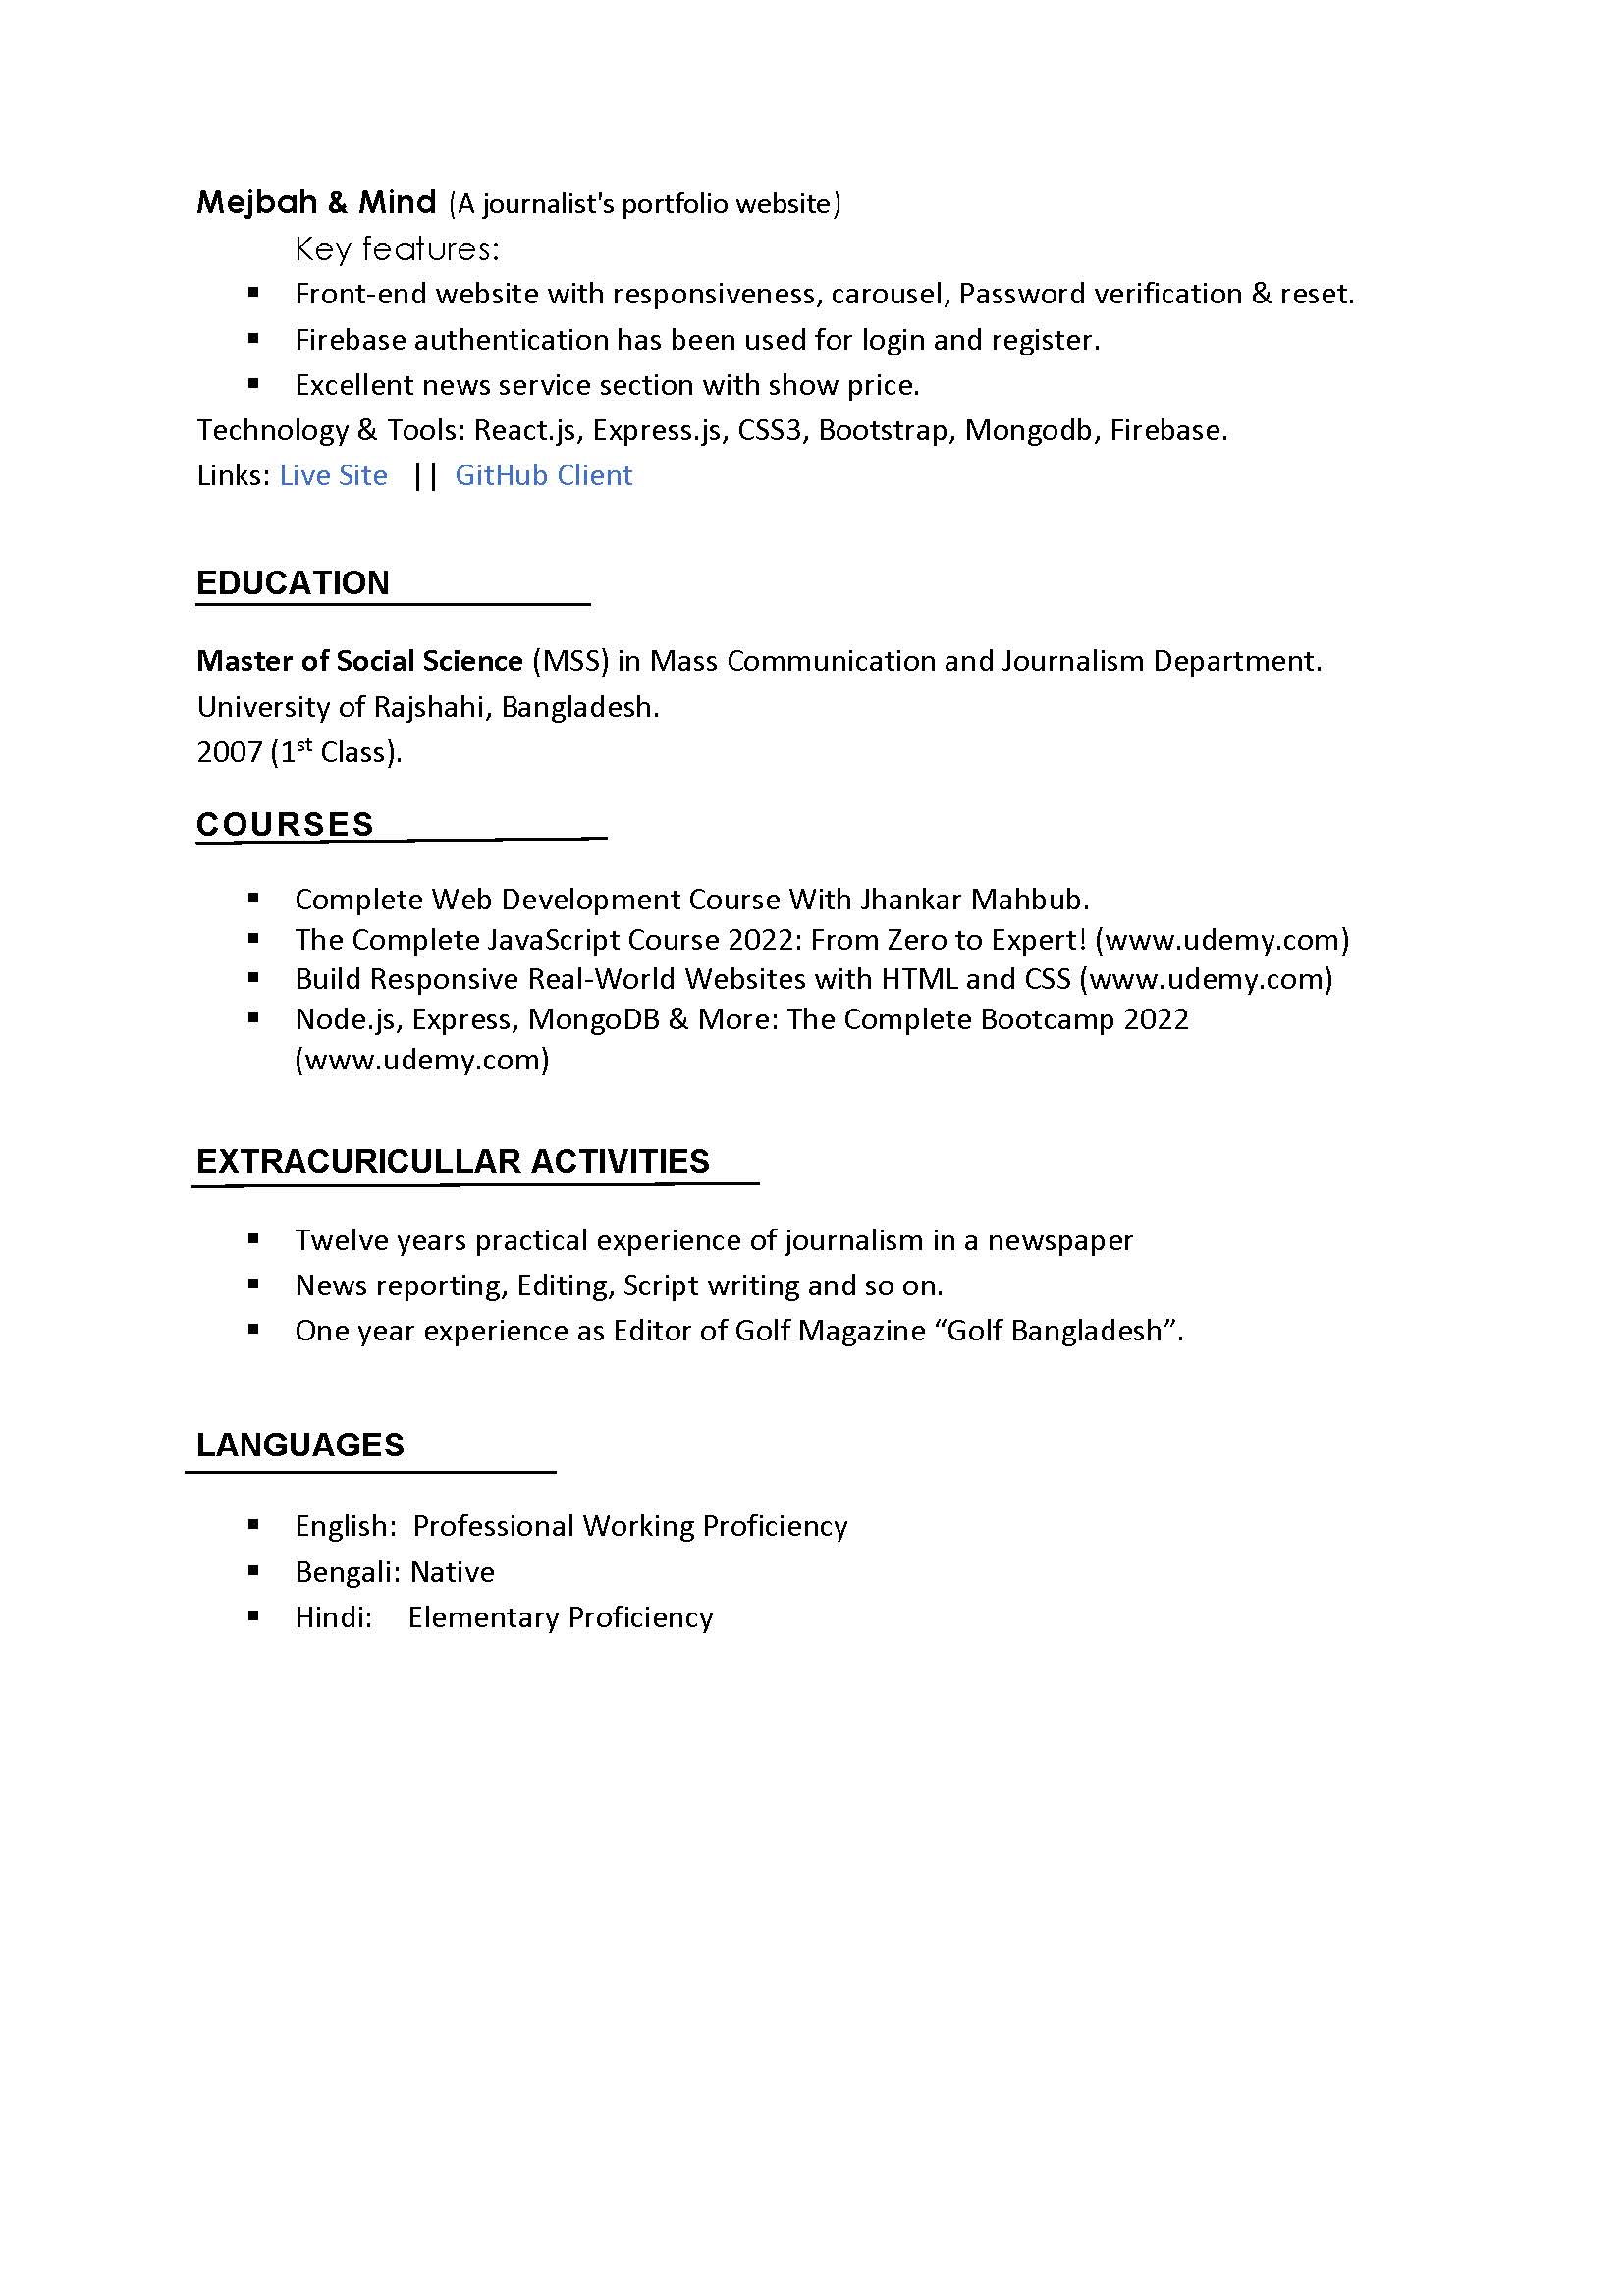 Mejbah & Mind (A journalist's portfolio website)
Key features:
▪ Front-end website with responsiveness, carousel, Password verification & reset.
▪ Firebase authentication has been used for login and register.
▪ Excellent news service section with show price.
Technology & Tools: React.js, Express.js, CSS3, Bootstrap, Mongodb, Firebase.
Links: Live Site || GitHub Client
EDUCATION
Master of Social Science (MSS) in Mass Communication and Journalism Department.
University of Rajshahi, Bangladesh.
2007 (1st Class).
COURSES
▪ Complete Web Development Course With Jhankar Mahbub.
▪ The Complete JavaScript Course 2022: From Zero to Expert! (www.udemy.com)
▪ Build Responsive Real-World Websites with HTML and CSS (www.udemy.com)
▪ Node.js, Express, MongoDB & More: The Complete Bootcamp 2022
(www.udemy.com)
EXTRACURICULLAR ACTIVITIES
▪ Twelve years practical experience of journalism in a newspaper
▪ News reporting, Editing, Script writing and so on.
▪ One year experience as Editor of Golf Magazine “Golf Bangladesh”.
LANGUAGES
▪ English: Professional Working Proficiency
▪ Bengali: Native
▪ Hindi: Elementary Proficiency